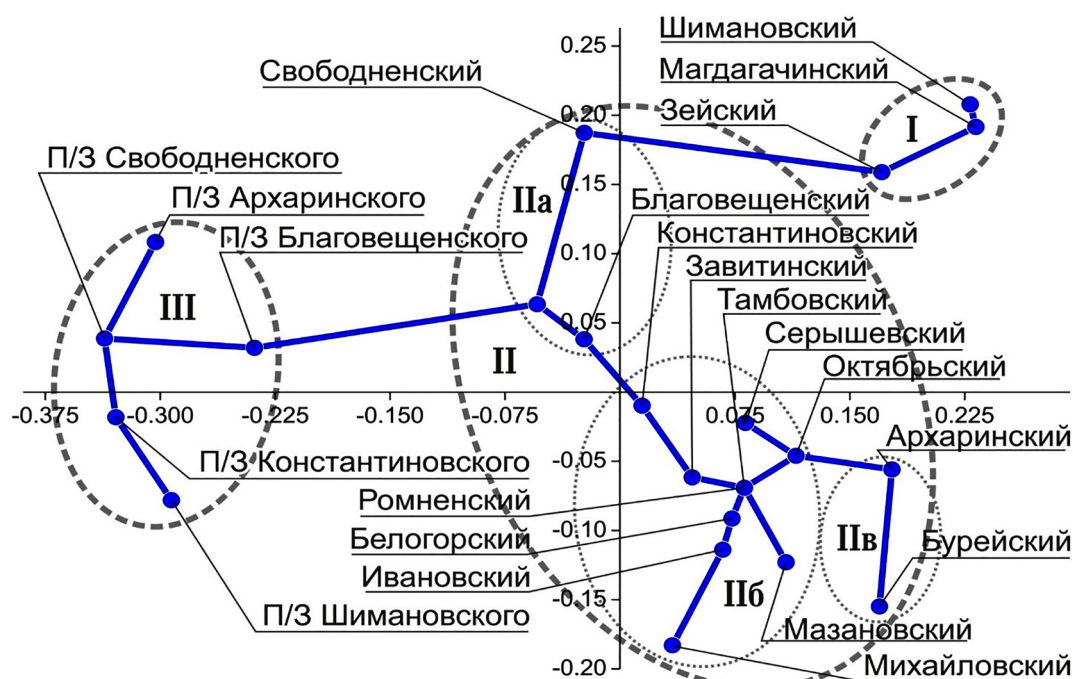 Шимановский
0.25
Свободненский
Магдагачинский
0.20
Зейский
I
П/З Свободненского
0.15
П/З Архаринского
IIа
Благовещенский
П/З Благовещенского
Константиновский
0.10
Завитинский
III
Тамбовский
0.05
Серышевский
II
Октябрьский
-0.375
-0.300
-0.225
-0.150
-0.075
0.075
0.150
0.225
Архаринский
П/З Константиновского
-0.05
Ромненский
-0.10
Белогорский
IIв
Бурейский
Ивановский
IIб
-0.15
П/З Шимановского
Мазановский
-0.20
Михайловский